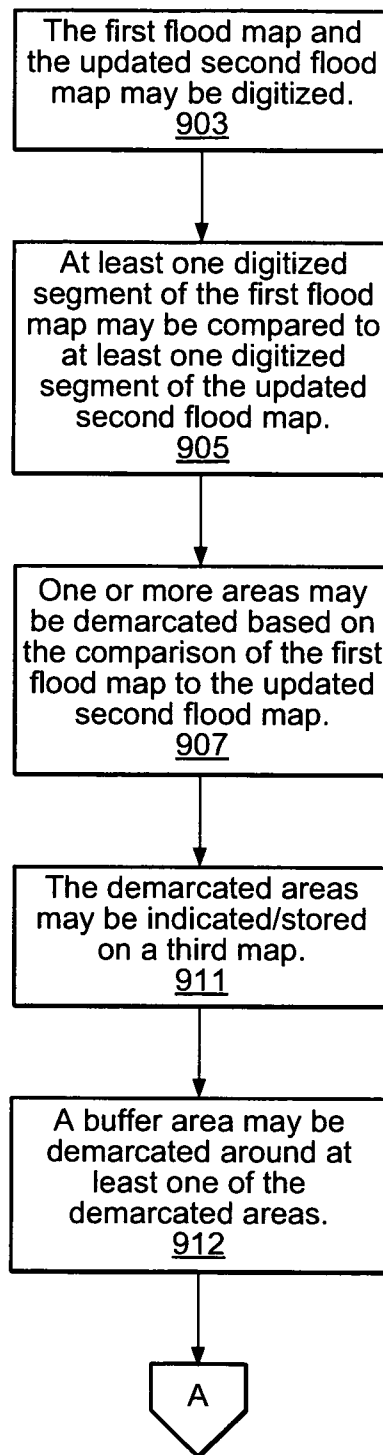 The first flood map and
the updated second flood
map may be digitized.
903
At least one digitized
segment of the first flood
map may be compared to
at least one digitized
segment of the updated
second flood map.
905
One or more areas may
be demarcated based on
the comparison of the first
flood map to the updated
second flood map.
907
The demarcated areas
may be indicated/stored
on a third map.
911
A buffer area may be
demarcated around at
least one of the
demarcated areas.
912
A